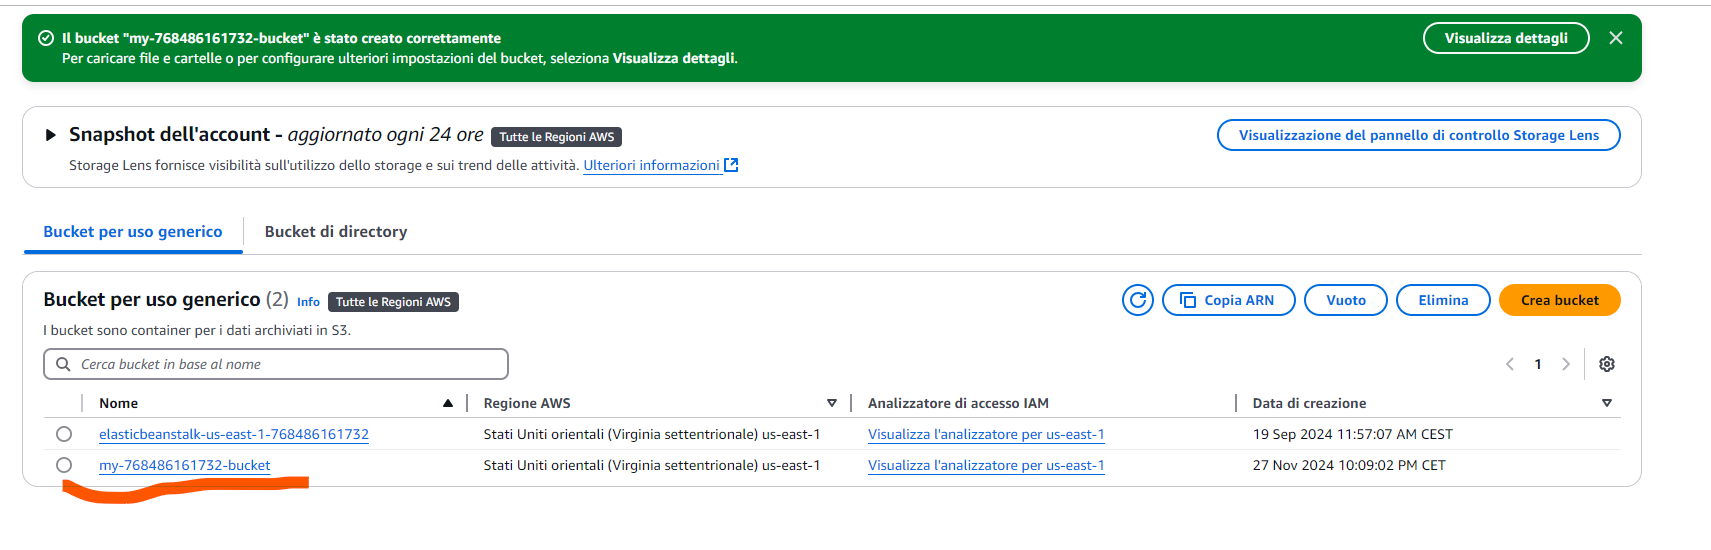 Il bucket "my-768486161732-bucket" è stato creato correttamente
Per caricare file e cartelle o per configurare ulteriori impostazioni del bucket, seleziona Visualizza dettagli.
Visualizza dettagli
Snapshot dell'account - aggiornato ogni 24 ore Tutte le Regioni AWS
Storage Lens fornisce visibilità sull'utilizzo dello storage e sui trend delle attività. Ulteriori informazioni
Visualizzazione del pannello di controllo Storage Lens
Bucket per uso generico Bucket di directory
Bucket per uso generico (2) Info Tutte le Regioni AWS
I bucket sono container per i dati archiviati in S3.
Copia ARN Vuoto Elimina Crea bucket
Cerca bucket in base al nome
1
Nome Regione AWS Analizzatore di accesso IAM Data di creazione
elasticbeanstalk-us-east-1-768486161732 Stati Uniti orientali (Virginia settentrionale) us-east-1 Visualizza l'analizzatore per us-east-1 19 Sep 2024 11:57:07 AM CEST
my-768486161732-bucket Stati Uniti orientali (Virginia settentrionale) us-east-1 Visualizza l'analizzatore per us-east-1 27 Nov 2024 10:09:02 PM CET